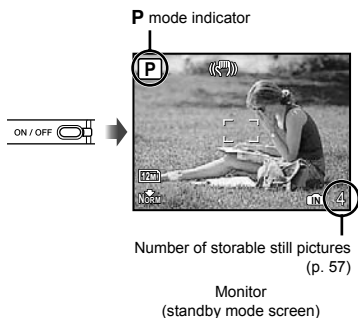 P mode indicator
P
ON / OFF
12M
NORM
IN 4
Number of storable still pictures
(p. 57)
Monitor
(standby mode screen)